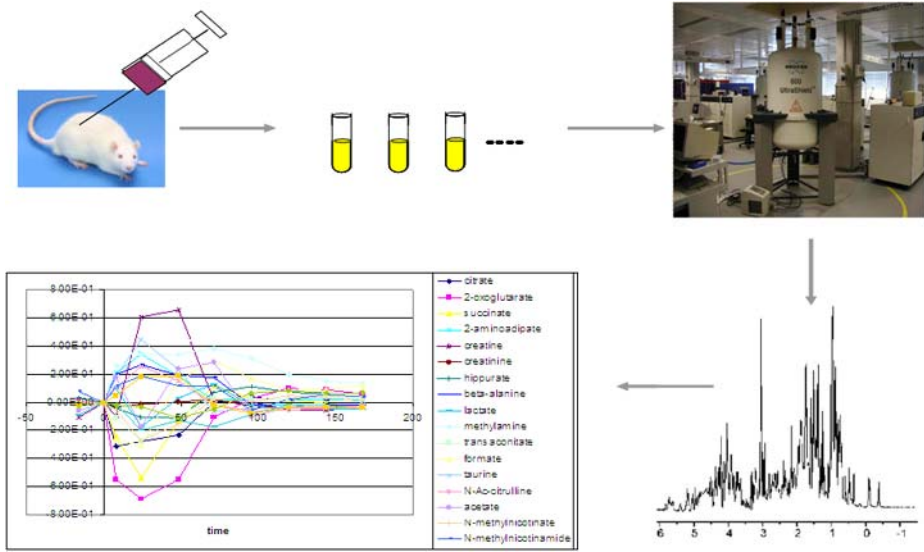 600
UltraShield
8.00E-01
6.00E-01
4.00E-01
2.00E-01
0.00E+00
-2.00E-01
-4.00E-01
-6.00E-01
-8.00E-01
-50
0
50
100
150
200
time
citrate
2-oxoglutarate
succinate
2-aminoadipate
creatine
creatinine
hippurate
beta-alanine
lactate
methylamine
trans aconitate
formate
taurine
N-Ac-citrulline
acetate
N-methylnicotinate
N-methylnicotinamide
6 5 4 3 2 1 0 -1